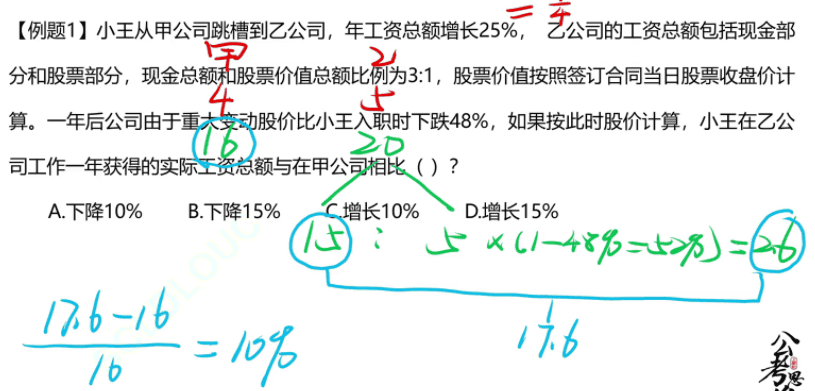 【例题1】小王从甲公司跳槽到乙公司，年工资总额增长25%， 乙公司的工资总额包括现金部
= 1/4
分和股票部分，现金总额和股票价值总额比例为3:1，股票价值按照签订合同当日股票收盘价计
甲 乙
4 5
算。一年后公司由于重大变动股价比小王入职时下跌48%，如果按此时股价计算，小王在乙公
16 20
司工作一年获得的实际工资总额与在甲公司相比（ ）？
A.下降10% B.下降15% C.增长10% D.增长15%
15 : 5 ×(1-48%=52%)=2.6
17.6-16
16
=10%
17.6
公考思